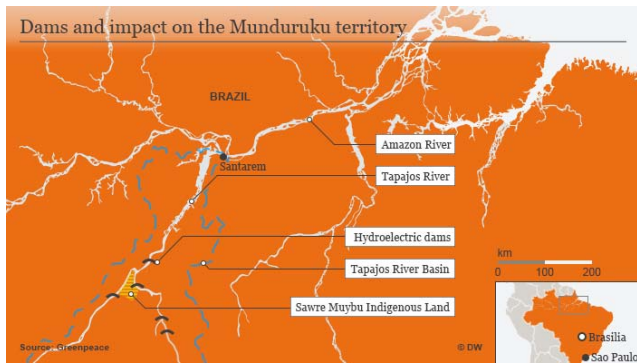 Dams and impact on the Munduruku territory
BRAZIL
Amazon River
Santarem
Tapajos River
Hydroelectric dams
km
Tapajos River Basin
0 100 200
Sawre Muybu Indigenous Land
Brasilia
Source: Greenpeace
© DW
Sao Paulo